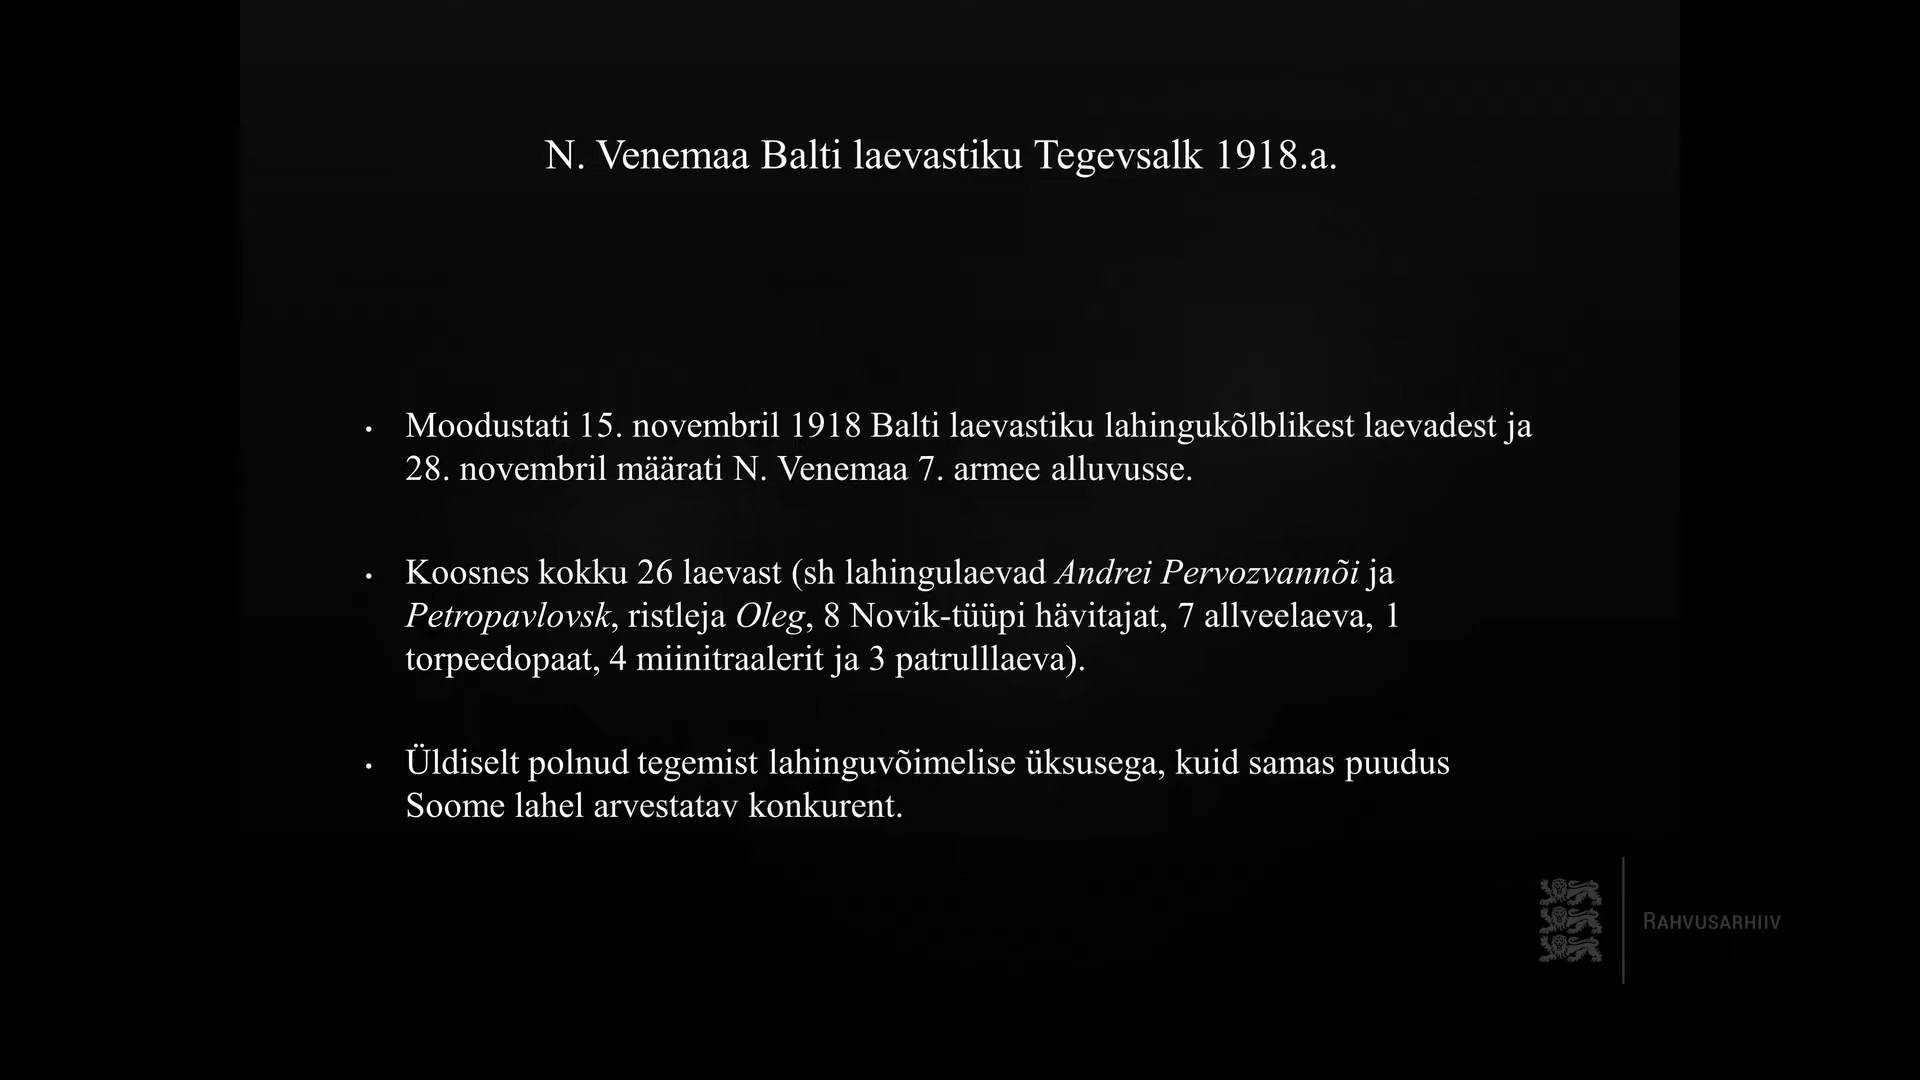 N. Venemaa Balti laevastiku Tegevsalk 1918.a.
• Moodustati 15. novembril 1918 Balti laevastiku lahingukõlblikest laevadest ja
28. novembril määrati N. Venemaa 7. armee alluvusse.
• Koosnes kokku 26 laevast (sh lahingulaevad Andrei Pervozvannõi ja
Petropavlovsk, ristleja Oleg, 8 Novik-tüüpi hävitajat, 7 allveelaeva, 1
torpeedopaat, 4 miinitraalerit ja 3 patrulllaeva).
• Üldiselt polnud tegemist lahinguvõimelise üksusega, kuid samas puudus
Soome lahel arvestatav konkurent.
RAHVUSARHIIV